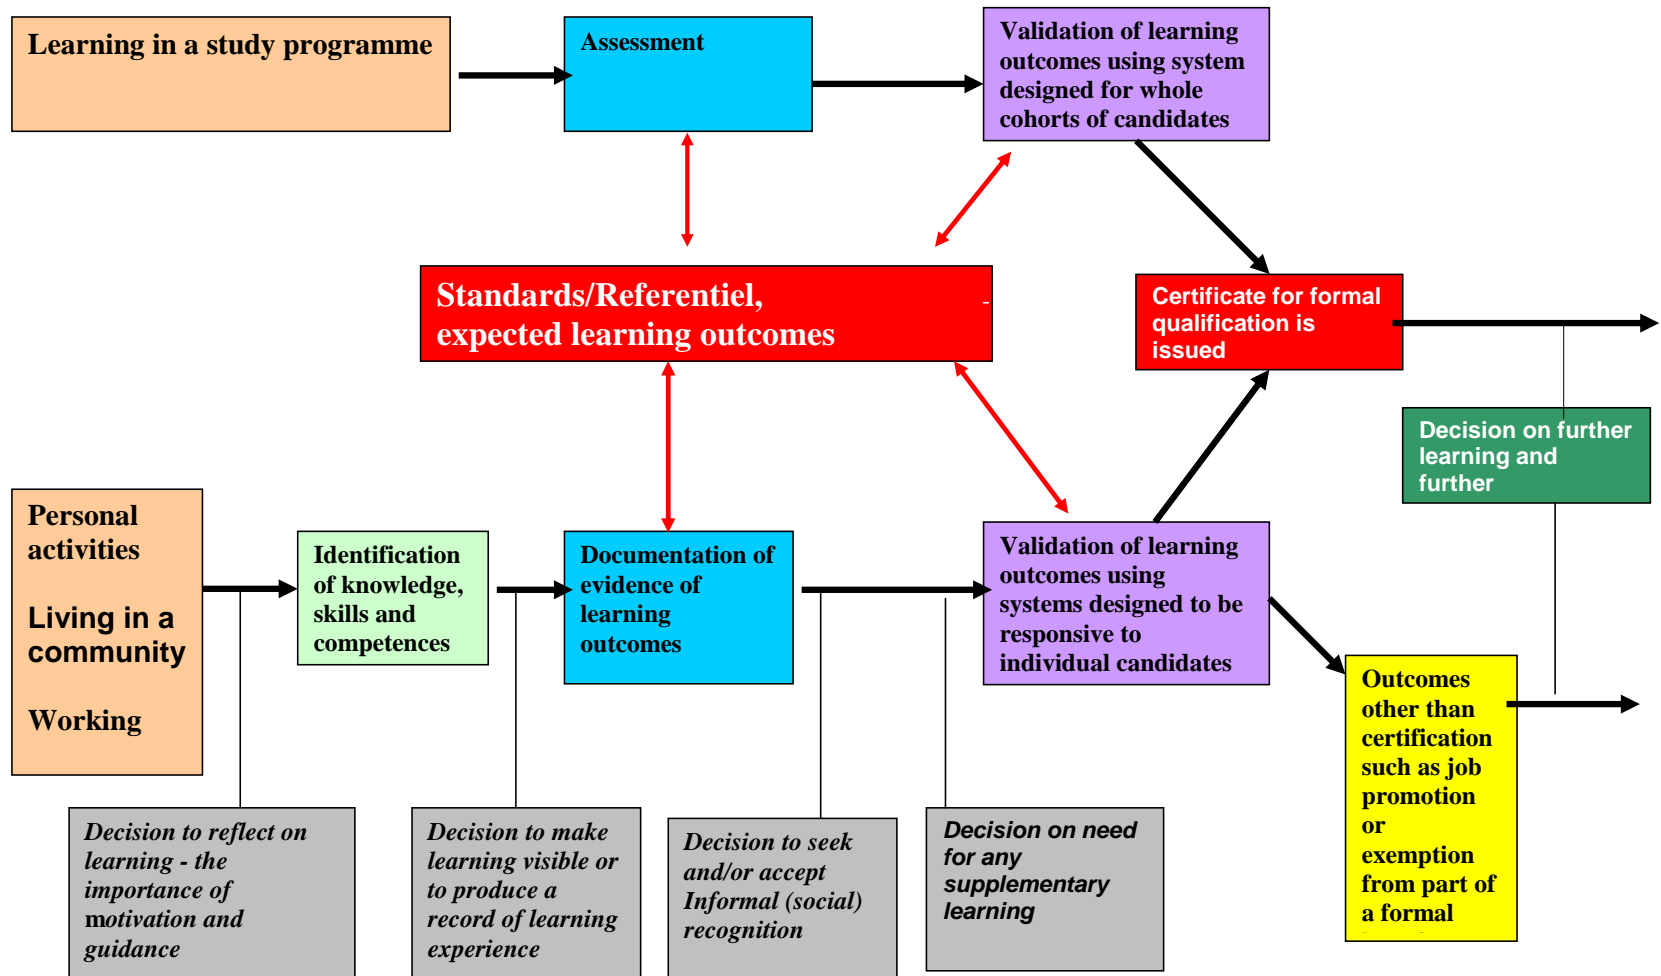 Learning in a study programme
Assessment
Validation of learning
outcomes using system
designed for whole
cohorts of candidates
Standards/Referentiel, -
expected learning outcomes
Certificate for formal
qualification is
issued
Decision on further
learning and
further
Personal
activities
Living in a
community
Working
Identification
of knowledge,
skills and
competences
Documentation of
evidence of
learning
outcomes
Validation of learning
outcomes using
systems designed to be
responsive to
individual candidates
Outcomes
other than
certification
such as job
promotion
or
exemption
from part of
a formal
Decision to reflect on
learning - the
importance of
motivation and
guidance
Decision to make
learning visible or
to produce a
record of learning
experience
Decision to seek
and/or accept
Informal (social)
recognition
Decision on need
for any
supplementary
learning